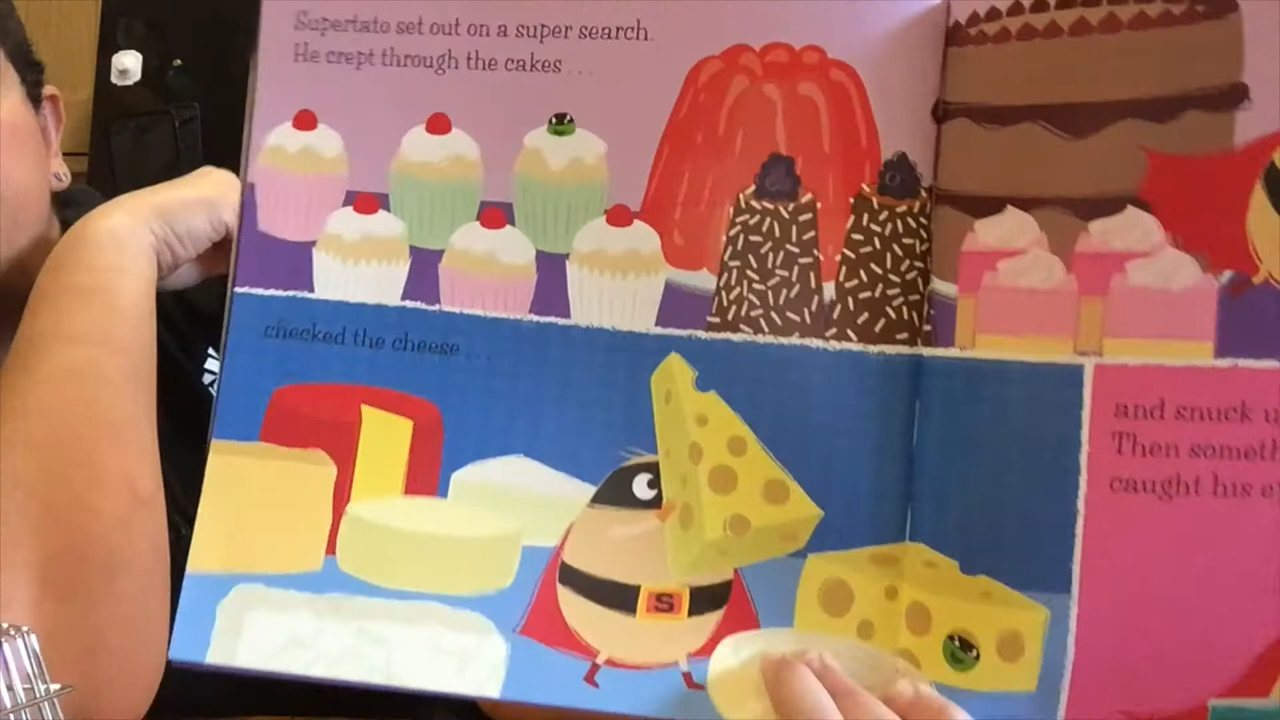 Supertato set out on a super search.
He crept through the cakes . . .
checked the cheese . . .
S
and snuck
Then
caught his